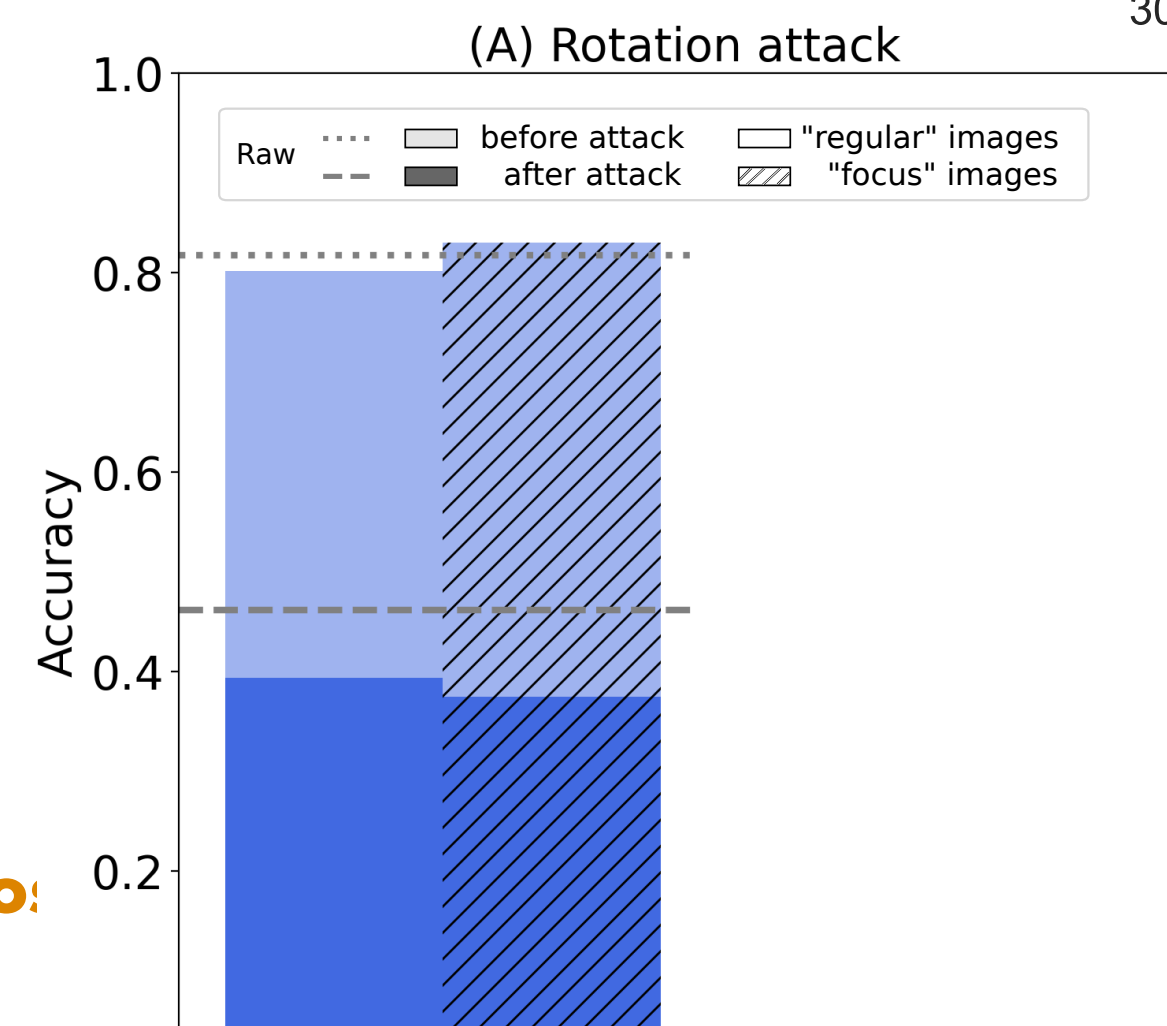 30
(A) Rotation attack
1.0
Raw
before attack
"regular" images
after attack
"focus" images
0.8
0.6
Accuracy
0.4
0.2